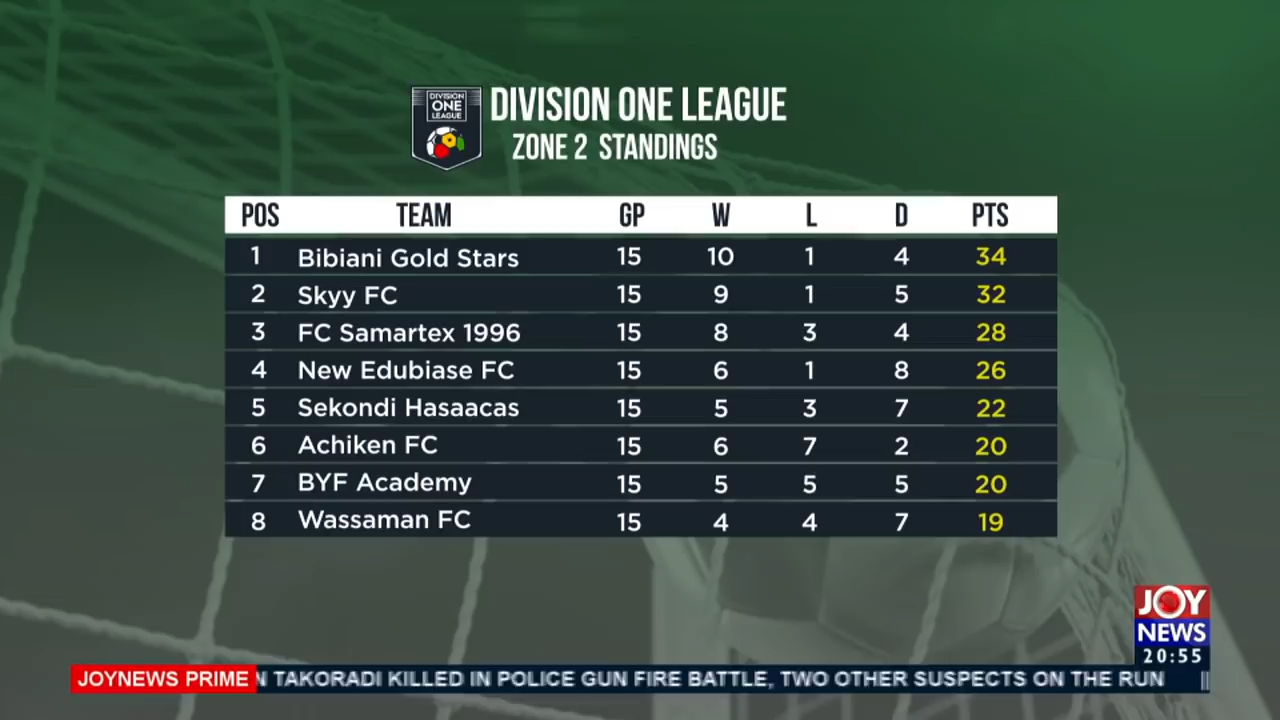 DIVISION
ONE
LEAGUE
DIVISION ONE LEAGUE
ZONE 2 STANDINGS
POS TEAM GP W L D PTS
1 Bibiani Gold Stars 15 10 1 4 34
2 Skyy FC 15 9 1 5 32
3 FC Samartex 1996 15 8 3 4 28
4 New Edubiase FC 15 6 1 8 26
5 Sekondi Hasaacas 15 5 3 7 22
6 Achiken FC 15 6 7 2 20
7 BYF Academy 15 5 5 5 20
8 Wassaman FC 15 4 4 7 19
JOY
NEWS
20:55
JOYNEWS PRIME N TAKORADI KILLED IN POLICE GUN FIRE BATTLE, TWO OTHER SUSPECTS ON THE RUN